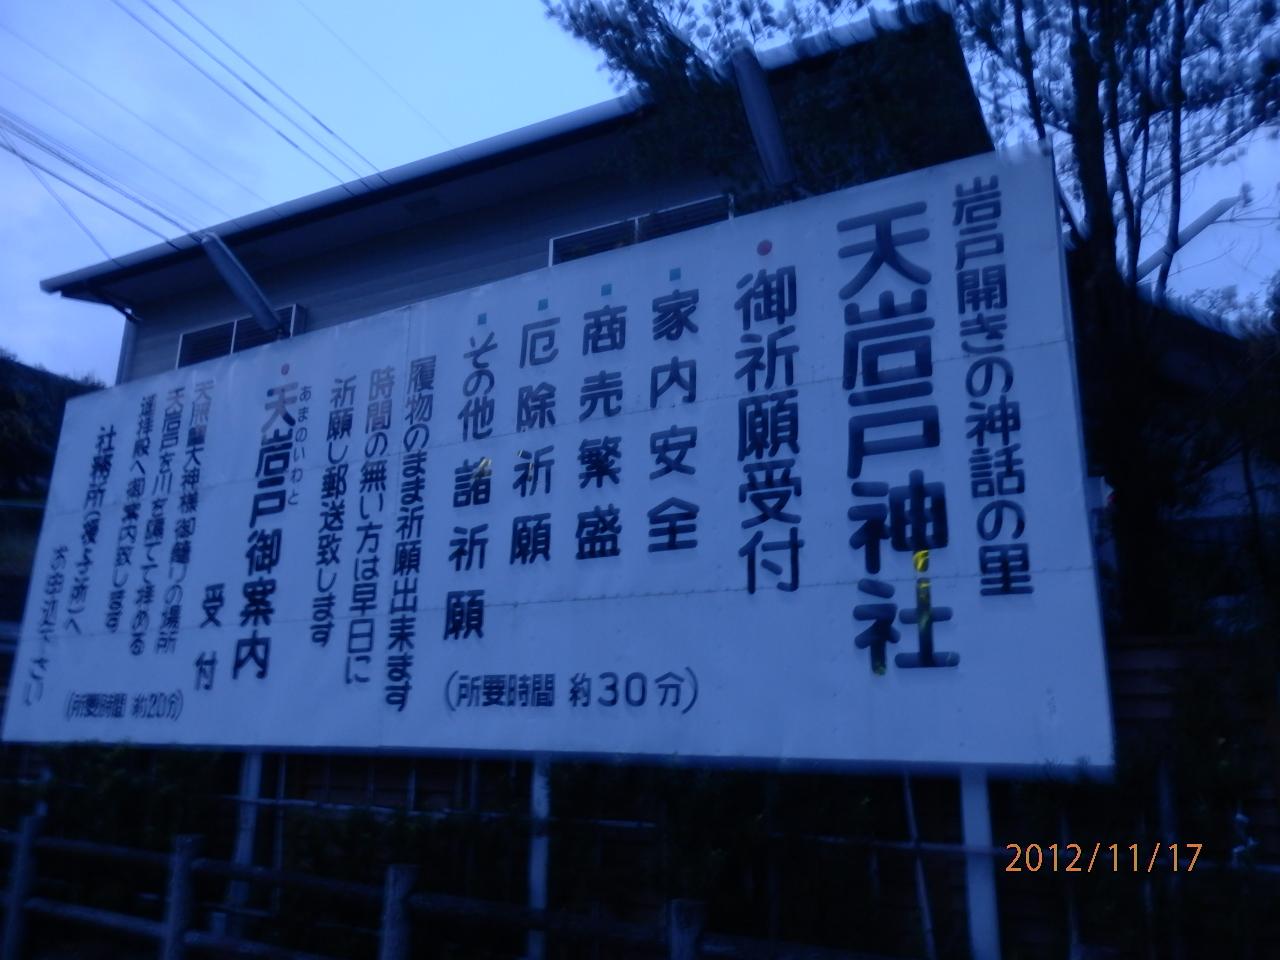 岩戸開きの神話の里
天岩戸神社
御祈願受付
家内安全
商売繁盛
厄除祈願
その他諸祈願
(所要時間 約30分)
履物のまま祈願出来ます
時間の無い方は早日に
祈願し郵送致します
あまのいわと
天岩戸御案内
受付
天照皇大神様御籠りの場所
天岩戸を川を隔てて拝める
遥拝殿へ御案内致します
(所要時間 約20分)
社務所
2012/11/17